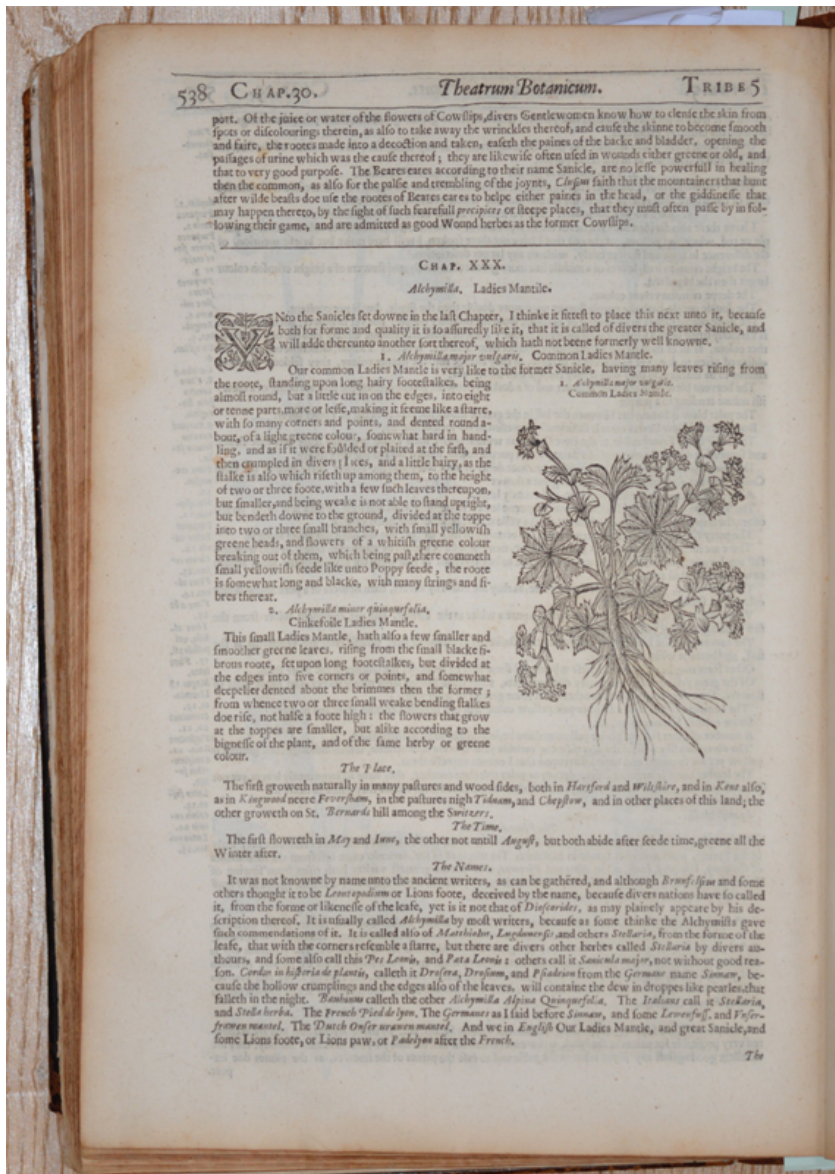 538 CHAP.30. Theatrum Botanicum. TRIBE 5
part. Of the juice or water of the flowers of Cowſlips, divers Gentlewomen know how to clenſe the skin from
ſpots or diſcolourings therein, as alſo to take away the wrinckles thereof, and cauſe the skinne to become ſmooth
and faire, the rootes made into a decoction and taken, eaſeth the paines of the backe and bladder, opening the
paſſages of urine which was the cauſe thereof; they are likewiſe often uſed in wounds either greene or old, and
that to very good purpoſe. The Beares eares according to their name Sanicle, are no leſſe powerfull in healing
then the common, as alſo for the palſie and trembling of the joynts, Cluſius ſaith that the mountainers that hunt
after wilde beaſts doe uſe the rootes of Beares eares to helpe either paines in the head, or the giddineſſe that
may happen thereto, by the ſight of ſuch fearefull precipices or ſteepe places, that they muſt often paſſe by in fol-
lowing their game, and are admitted as good Wound herbes as the former Cowſlips.
CHAP. XXX.
Alchymilla. Ladies Mantile.
VNto the Sanicles ſet downe in the laſt Chapter, I thinke it fitteſt to place this next unto it, becauſe
both for forme and quality it is ſo aſſuredly like it, that it is called of divers the greater Sanicle, and
will adde thereunto another ſort thereof, which hath not beene formerly well knowne.
1. Alchymilla major vulgaris. Common Ladies Mantle.
Our common Ladies Mantle is very like to the former Sanicle, having many leaves riſing from
the roote, ſtanding upon long hairy footeſtalkes, being
almoſt round, but a little cut in on the edges, into eight
or tenne parts, more or leſſe, making it ſeeme like a ſtarre,
with ſo many corners and points, and dented round a-
bout, of a light greene colour, ſomewhat hard in hand-
ling, and as if it were foulded or plaited at the firſt, and
then crumpled in divers places, and a little hairy, as the
ſtalke is alſo which riſeth up among them, to the height
of two or three foote, with a few ſuch leaves thereupon,
but ſmaller, and being weake is not able to ſtand upright,
but bendeth downe to the ground, divided at the toppe
into two or three ſmall branches, with ſmall yellowiſh
greene heads, and flowers of a whitiſh greene colour
breaking out of them, which being paſt, there commeth
ſmall yellowiſh ſeede like unto Poppy ſeede, the root
is ſomewhat long and blacke, with many ſtrings and fi-
bres thereat.
2. Alchymilla minor quinquefolia.
Cinkefoile Ladies Mantle.
This ſmall Ladies Mantle, hath alſo a few ſmaller and
ſmoother greene leaves, riſing from the ſmall blacke fi-
brous roote, ſet upon long footeſtalkes, but divided at
the edges into five corners or points, and ſomewhat
deepelier dented about the brimmes then the former;
from whence two or three ſmall weake bending ſtalkes
doe riſe, not halfe a foote high: the flowers that grow
at the toppes are ſmaller, but alike according to the
bigneſſe of the plant, and of the ſame herby or greene
colour.
1. Alchymilla major vulgaris.
Common Ladies Mantle.
The Place.
The firſt groweth naturally in many paſtures and wood ſides, both in Hartford and Wiltſhire, and in Kent alſo,
as in Kingwood neere Feverſham, in the paſtures nigh Tidnam, and Chepſtow, and in other places of this land; the
other groweth on St. Bernards hill among the Switzers.
The Time.
The firſt flowreth in May and Iune, the other not untill Auguſt, but both abide after ſeede time, greene all the
Winter after.
The Names.
It was not knowne by name unto the ancient writers, as can be gathered, and although Brunfelſius and ſome
others thought it to be Leontopodium or Lions foote, deceived by the name, becauſe divers nations have ſo called
it, from the forme or likeneſſe of the leafe, yet is it not that of Dioſcorides, as may plainely appeare by his de-
ſcription thereof. It is uſually called Alchymilla by moſt writers, becauſe as ſome thinke the Alchymiſts gave
ſuch commendations of it. It is called alſo of Matthiolus, Lugdunenſis, and others Stellaria, from the forme of the
leafe, that with the corners reſemble a ſtarre, but there are divers other herbes called Stellaria by divers au-
thours, and ſome alſo call this Pes Leonis, and Pata Leonis: others call it Sanicula major, not without good rea-
ſon. Cordus in hiſtoria de plantis, calleth it Droſera, Droſium, and Pſiadeion from the Germane name Sinnaw, be-
cauſe the hollow crumplings and the edges alſo of the leaves, will containe the dew in droppes like pearles, that
falleth in the night. Bauhinus calleth the other Alchymilla Alpina Quinquefolia. The Italians call it Stellaria,
and Stella herba. The French Pied de lyon. The Germanes as I ſaid before Sinnaw, and ſome Lewenfuſſ, and Vnſer-
frawen mantel. The Dutch Onſer vrauwen mantel. And we in Engliſh Our Ladies Mantle, and great Sanicle, and
ſome Lions foote, or Lions paw, or Padelyon after the French.
The